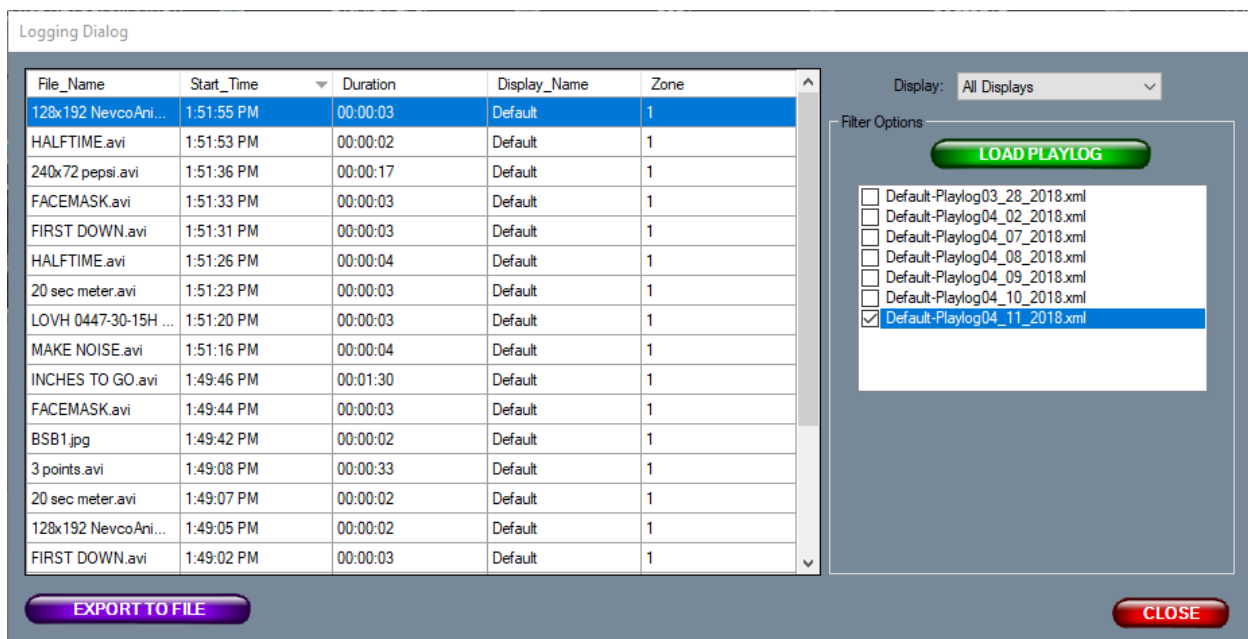 Logging Dialog
File_Name Start_Time Duration Display_Name Zone
128x192 NevcoAni... 1:51:55 PM 00:00:03 Default 1
HALFTIME.avi 1:51:53 PM 00:00:02 Default 1
240x72 pepsi.avi 1:51:36 PM 00:00:17 Default 1
FACEMASK.avi 1:51:33 PM 00:00:03 Default 1
FIRST DOWN.avi 1:51:31 PM 00:00:03 Default 1
HALFTIME.avi 1:51:26 PM 00:00:04 Default 1
20 sec meter.avi 1:51:23 PM 00:00:03 Default 1
LOVH 0447-30-15H ... 1:51:20 PM 00:00:03 Default 1
MAKE NOISE.avi 1:51:16 PM 00:00:04 Default 1
INCHES TO GO.avi 1:49:46 PM 00:01:30 Default 1
FACEMASK.avi 1:49:44 PM 00:00:03 Default 1
BSB1.jpg 1:49:42 PM 00:00:02 Default 1
3 points.avi 1:49:08 PM 00:00:33 Default 1
20 sec meter.avi 1:49:07 PM 00:00:02 Default 1
128x192 NevcoAni... 1:49:05 PM 00:00:02 Default 1
FIRST DOWN.avi 1:49:02 PM 00:00:03 Default 1
Display: All Displays
Filter Options
LOAD PLAYLOG
Default-Playlog03_28_2018.xml
Default-Playlog04_02_2018.xml
Default-Playlog04_07_2018.xml
Default-Playlog04_08_2018.xml
Default-Playlog04_09_2018.xml
Default-Playlog04_10_2018.xml
Default-Playlog04_11_2018.xml
EXPORT TO FILE
CLOSE